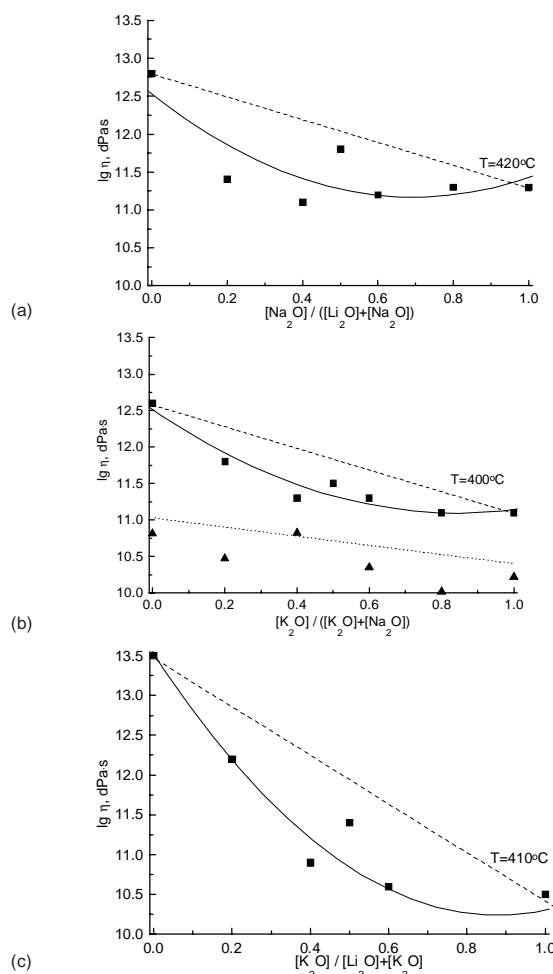 13.5
13.0
12.5
12.0
11.5
11.0
10.5
10.0
lg η, dPas
T=420°C
0.0 0.2 0.4 0.6 0.8 1.0
[Na2O] / ([Li2O]+[Na2O])
(a)
13.5
13.0
12.5
12.0
11.5
11.0
10.5
10.0
lg η, dPas
T=400°C
0.0 0.2 0.4 0.6 0.8 1.0
[K2O] / ([K2O]+[Na2O])
(b)
13.5
13.0
12.5
12.0
11.5
11.0
10.5
10.0
lg η, dPa·s
T=410°C
0.0 0.2 0.4 0.6 0.8 1.0
[K2O] / [Li2O]+[K2O]
(c)